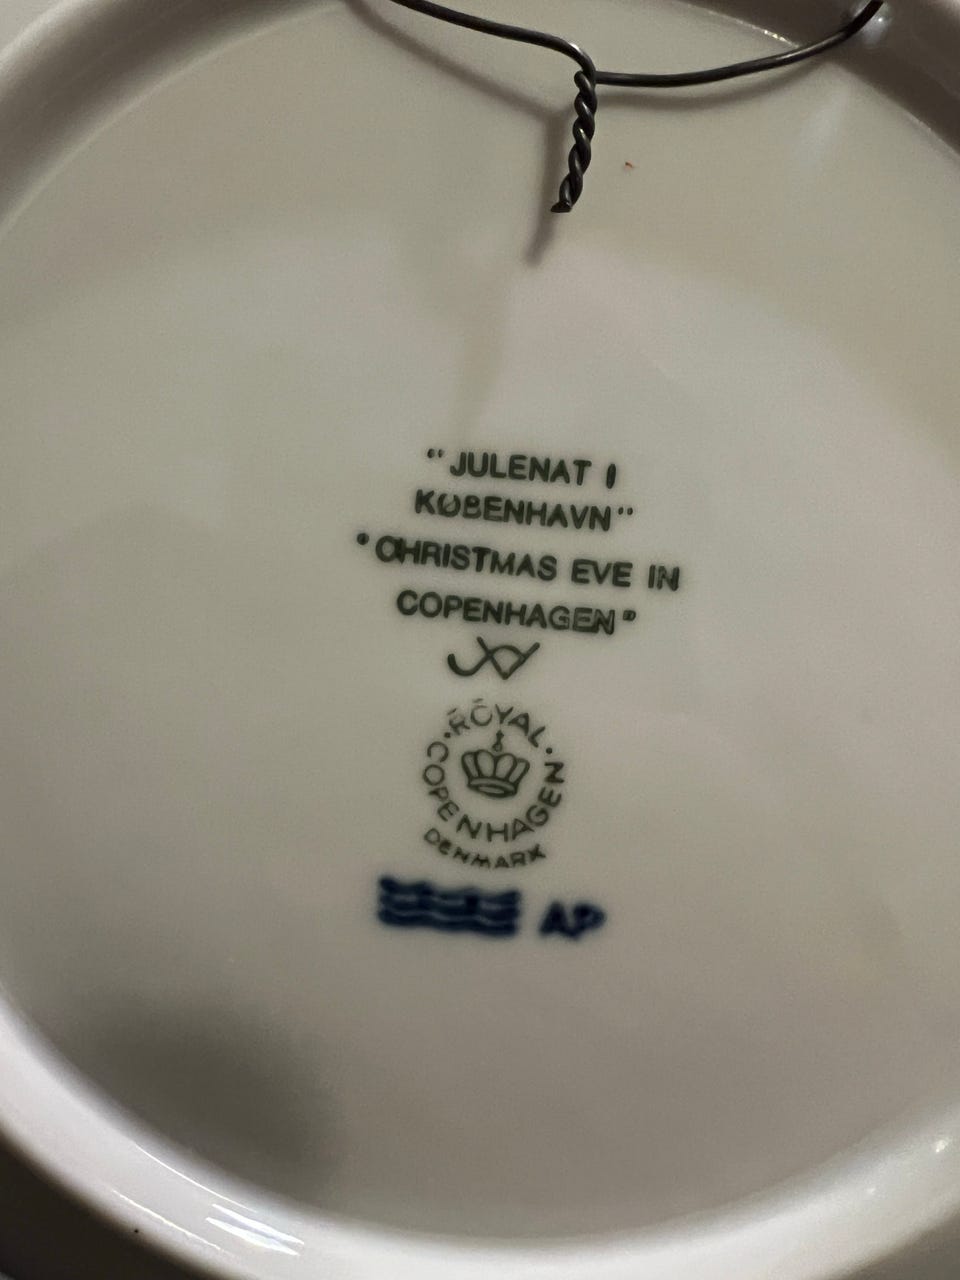 "JULENAT I
KØBENHAVN"
"CHRISTMAS EVE IN
COPENHAGEN"
· ROYAL ·
COPENHAGEN
DENMARK
AP